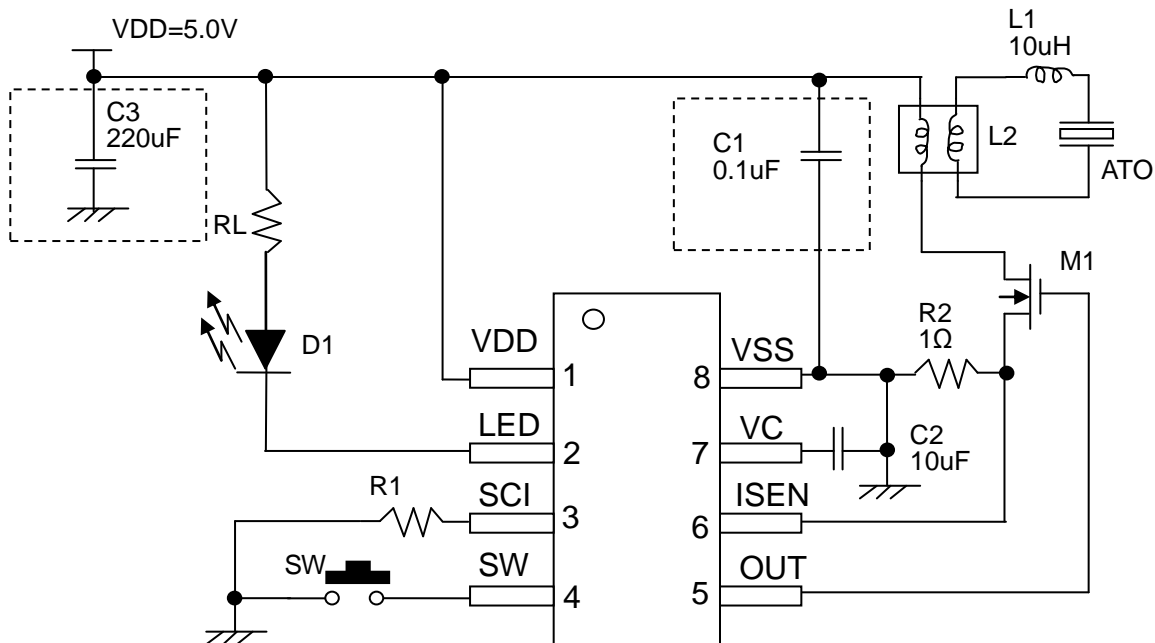 VDD=5.0V
L1
10uH
C3
220uF
C1
0.1uF
L2
ATO
RL
M1
D1
R2
1Ω
VDD
1
VSS
8
LED
2
VC
7
C2
10uF
R1
SCI
3
ISEN
6
SW
SW
4
OUT
5